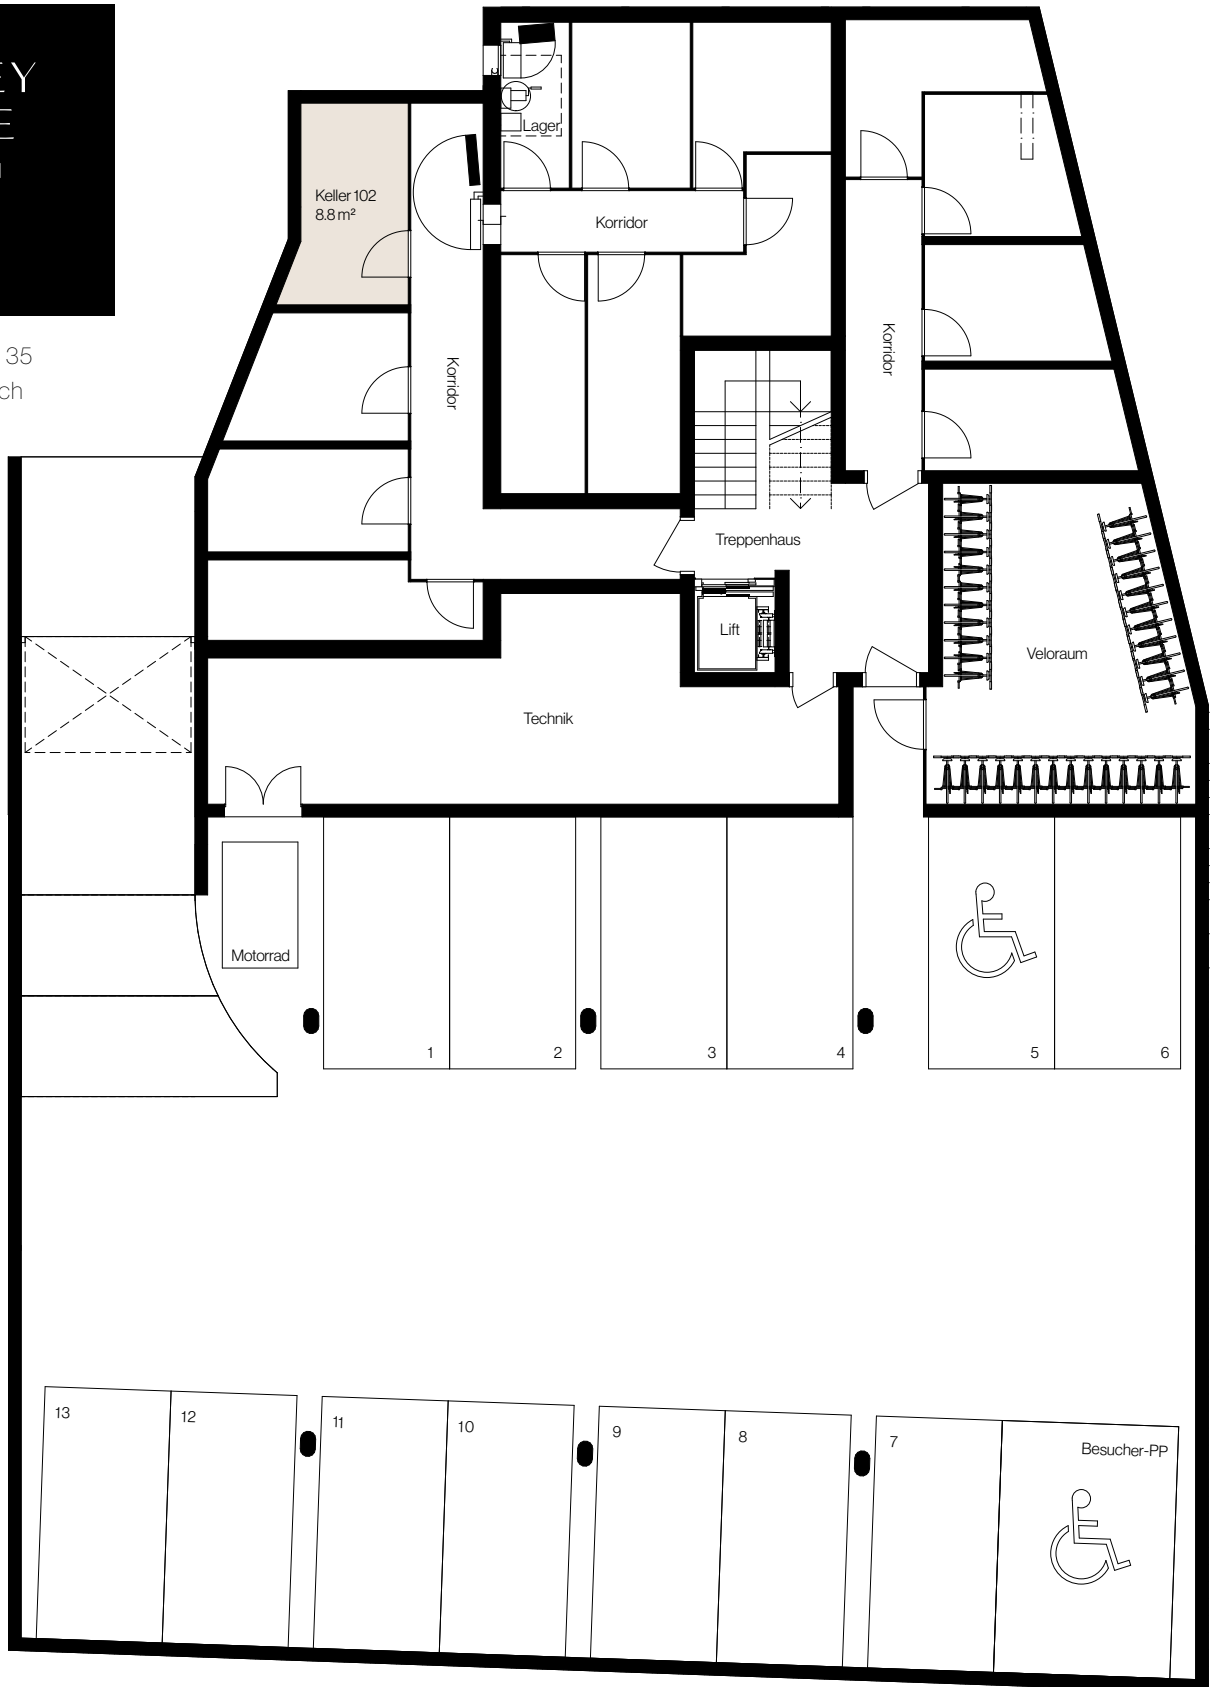 35
Lager
Keller 102
8.8 m²
Korridor
Korridor
Korridor
Treppenhaus
Lift
Veloraum
Technik
Motorrad
1
2
3
4
5
6
13
12
11
10
9
8
7
Besucher-PP